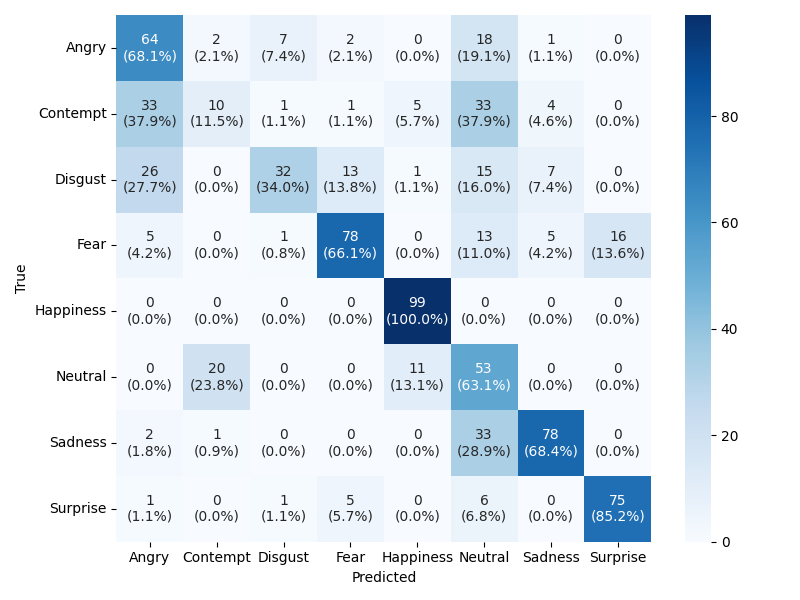 Angry 64 2 7 2 0 18 1 0
(68.1%) (2.1%) (7.4%) (2.1%) (0.0%) (19.1%) (1.1%) (0.0%)
Contempt 33 10 1 1 5 33 4 0
(37.9%) (11.5%) (1.1%) (1.1%) (5.7%) (37.9%) (4.6%) (0.0%)
Disgust 26 0 32 13 1 15 7 0
(27.7%) (0.0%) (34.0%) (13.8%) (1.1%) (16.0%) (7.4%) (0.0%)
Fear 5 0 1 78 0 13 5 16
(4.2%) (0.0%) (0.8%) (66.1%) (0.0%) (11.0%) (4.2%) (13.6%)
Happiness 0 0 0 0 99 0 0 0
(0.0%) (0.0%) (0.0%) (0.0%) (100.0%) (0.0%) (0.0%) (0.0%)
Neutral 0 20 0 0 11 53 0 0
(0.0%) (23.8%) (0.0%) (0.0%) (13.1%) (63.1%) (0.0%) (0.0%)
Sadness 2 1 0 0 0 33 78 0
(1.8%) (0.9%) (0.0%) (0.0%) (0.0%) (28.9%) (68.4%) (0.0%)
Surprise 1 0 1 5 0 6 0 75
(1.1%) (0.0%) (1.1%) (5.7%) (0.0%) (6.8%) (0.0%) (85.2%)
Angry Contempt Disgust Fear Happiness Neutral Sadness Surprise
Predicted
True
80
60
40
20
0